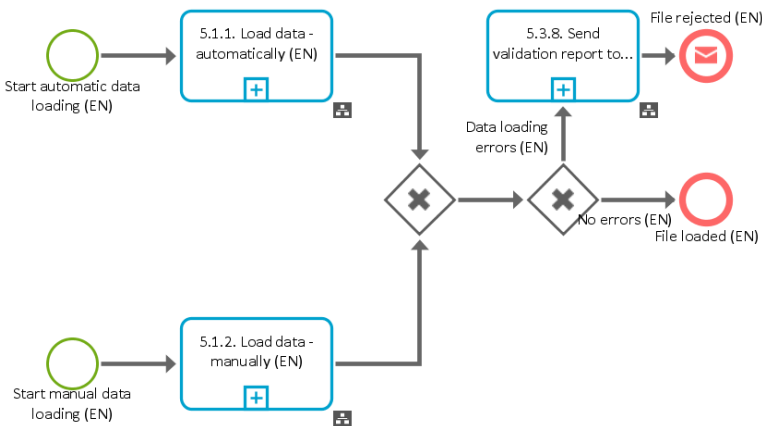 5.1.1. Load data -
automatically (EN)
Start automatic data
loading (EN)
5.3.8. Send
validation report to...
File rejected (EN)
Data loading
errors (EN)
No errors (EN)
File loaded (EN)
5.1.2. Load data -
manually (EN)
Start manual data
loading (EN)